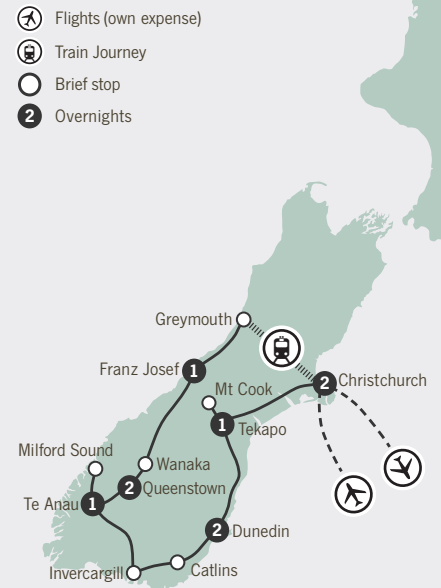 Flights (own expense)
Train Journey
Brief stop
2 Overnights
Greymouth
Franz Josef 1
Mt Cook
2 Christchurch
1 Tekapo
Milford Sound
Wanaka
2 Queenstown
Te Anau 1
2 Dunedin
Invercargill
Catlins